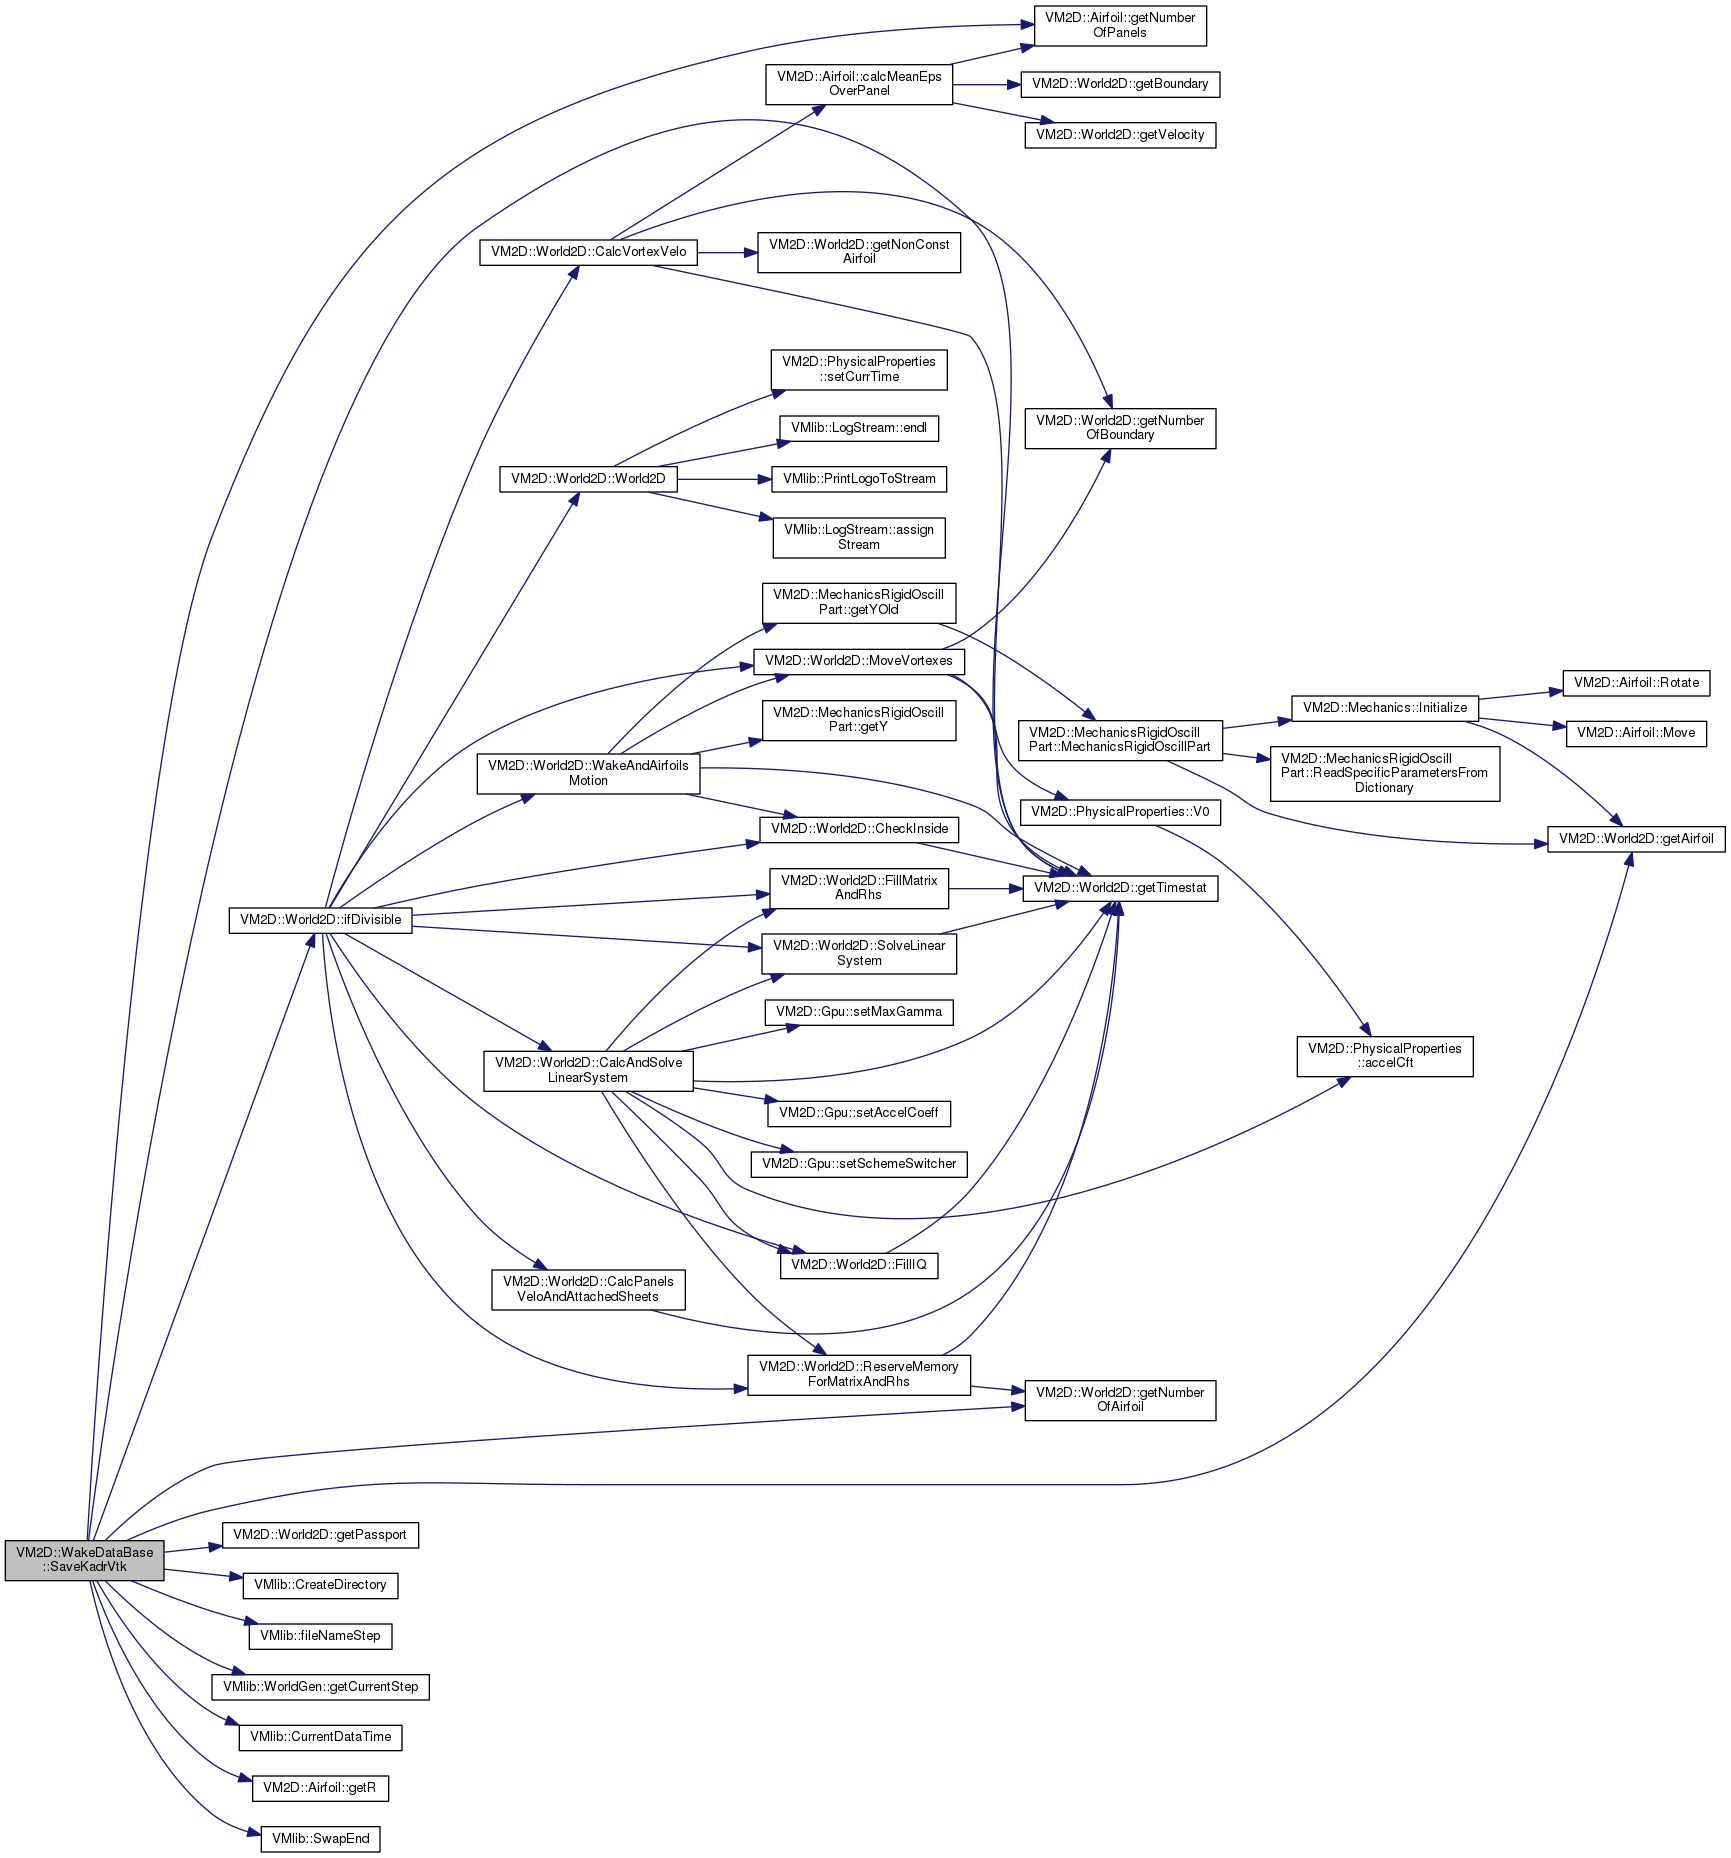 VM2D::Airfoil::getNumber
OfPanels
VM2D::Airfoil::calcMeanEps
OverPanel
VM2D::World2D::getBoundary
VM2D::World2D::getVelocity
VM2D::World2D::CalcVortexVelo
VM2D::World2D::getNonConst
Airfoil
VM2D::PhysicalProperties
::setCurrTime
VM2D::World2D::getNumber
OfBoundary
VMlib::LogStream::endl
VM2D::World2D::World2D
VMlib::PrintLogoToStream
VMlib::LogStream::assign
Stream
VM2D::MechanicsRigidOscill
Part::getYOld
VM2D::World2D::MoveVortexes
VM2D::Airfoil::Rotate
VM2D::Mechanics::Initialize
VM2D::MechanicsRigidOscill
Part::getY
VM2D::MechanicsRigidOscill
Part::MechanicsRigidOscillPart
VM2D::Airfoil::Move
VM2D::World2D::WakeAndAirfoils
Motion
VM2D::MechanicsRigidOscill
Part::ReadSpecificParametersFrom
Dictionary
VM2D::PhysicalProperties::V0
VM2D::World2D::CheckInside
VM2D::World2D::getAirfoil
VM2D::World2D::FillMatrix
AndRhs
VM2D::World2D::getTimestat
VM2D::World2D::ifDivisible
VM2D::World2D::SolveLinear
System
VM2D::Gpu::setMaxGamma
VM2D::PhysicalProperties
::accelCft
VM2D::World2D::CalcAndSolve
LinearSystem
VM2D::Gpu::setAccelCoeff
VM2D::Gpu::setSchemeSwitcher
VM2D::World2D::FillIQ
VM2D::World2D::CalcPanels
VeloAndAttachedSheets
VM2D::World2D::ReserveMemory
ForMatrixAndRhs
VM2D::World2D::getNumber
OfAirfoil
VM2D::WakeDataBase
::SaveKadrVtk
VM2D::World2D::getPassport
VMlib::CreateDirectory
VMlib::fileNameStep
VMlib::WorldGen::getCurrentStep
VMlib::CurrentDataTime
VM2D::Airfoil::getR
VMlib::SwapEnd